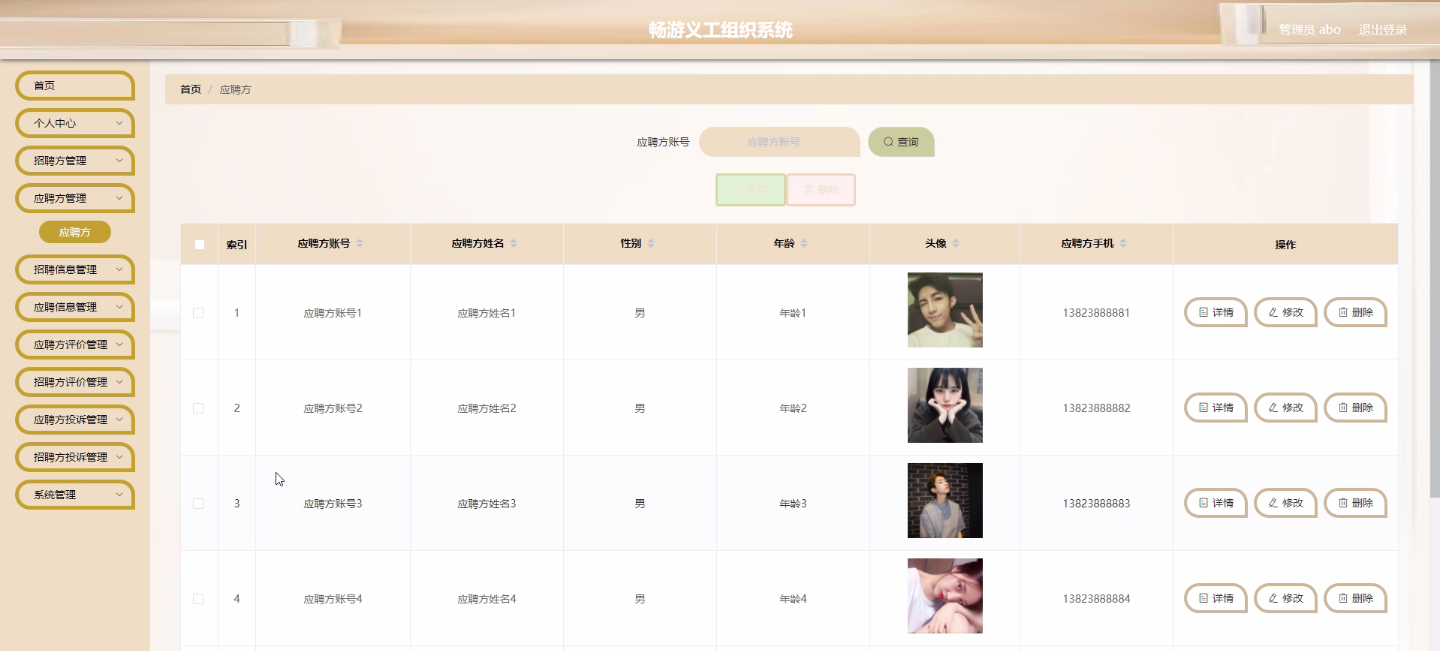 畅游义工组织系统
管理员 abo 退出登录
首页
个人中心
招聘方管理
应聘方管理
应聘方
招聘信息管理
应聘信息管理
应聘方评价管理
招聘方评价管理
应聘方投诉管理
招聘方投诉管理
系统管理
首页 / 应聘方
应聘方账号 应聘方账号 查询
删除
索引 应聘方账号 应聘方姓名 性别 年龄 头像 应聘方手机 操作
1 应聘方账号1 应聘方姓名1 男 年龄1 13823888881 详情 修改 删除
2 应聘方账号2 应聘方姓名2 男 年龄2 13823888882 详情 修改 删除
3 应聘方账号3 应聘方姓名3 男 年龄3 13823888883 详情 修改 删除
4 应聘方账号4 应聘方姓名4 男 年龄4 13823888884 详情 修改 删除